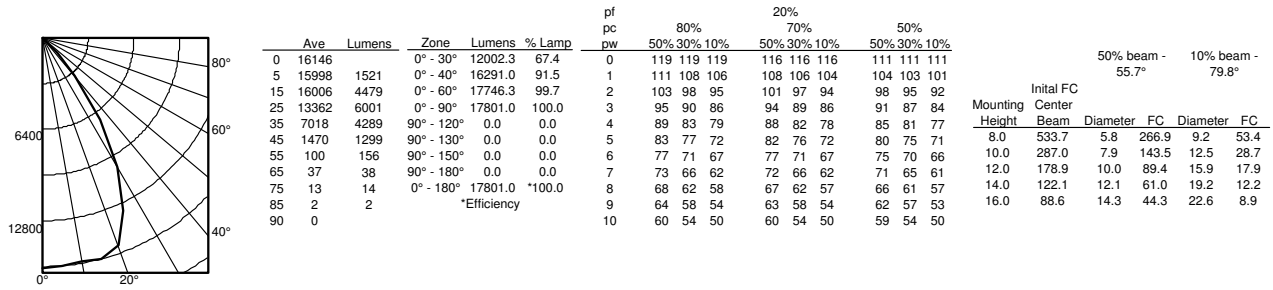 6400
12800
0°
20°
40°
60°
80°
Ave Lumens
0 16146
5 15998 1521
15 16006 4479
25 13362 6001
35 7018 4289
45 1470 1299
55 100 156
65 37 38
75 13 14
85 2 2
90 0
Zone Lumens % Lamp
0° - 30° 12002.3 67.4
0° - 40° 16291.0 91.5
0° - 60° 17746.3 99.7
0° - 90° 17801.0 100.0
90° - 120° 0.0 0.0
90° - 130° 0.0 0.0
90° - 150° 0.0 0.0
90° - 180° 0.0 0.0
0° - 180° 17801.0 *100.0
*Efficiency
pf 20%
pc 80% 70% 50%
pw 50% 30% 10% 50% 30% 10% 50% 30% 10%
0 119 119 119 116 116 116 111 111 111
1 111 108 106 108 106 104 104 103 101
2 103 98 95 101 97 94 98 95 92
3 95 90 86 94 89 86 91 87 84
4 89 83 79 88 82 78 85 81 77
5 83 77 72 82 76 72 80 75 71
6 77 71 67 77 71 67 75 70 66
7 73 66 62 72 66 62 71 65 61
8 68 62 58 67 62 57 66 61 57
9 64 58 54 63 58 54 62 57 53
10 60 54 50 60 54 50 59 54 50
50% beam - 10% beam -
55.7° 79.8°
Inital FC
Mounting Center
Height Beam Diameter FC Diameter FC
8.0 533.7 5.8 266.9 9.2 53.4
10.0 287.0 7.9 143.5 12.5 28.7
12.0 178.9 10.0 89.4 15.9 17.9
14.0 122.1 12.1 61.0 19.2 12.2
16.0 88.6 14.3 44.3 22.6 8.9